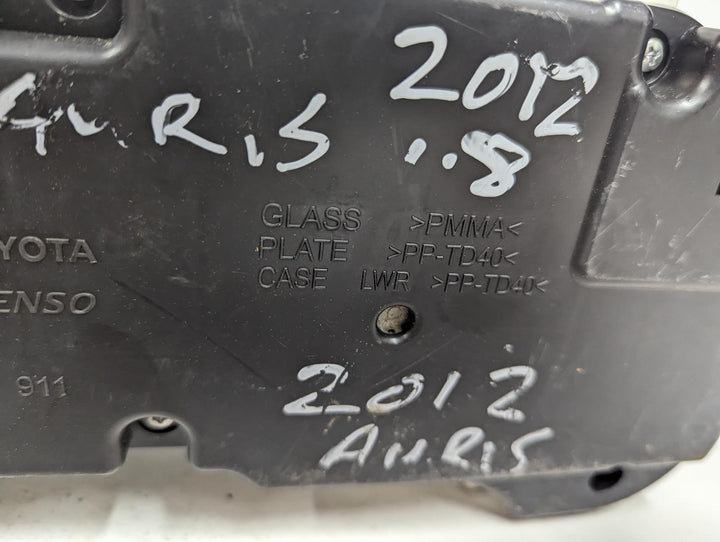 2012
AURIS 1.8
GLASS >PMMA<
PLATE >PP-TD40<
CASE LWR >PP-TD40<
YOTA
ENSO
911
2012
AURIS